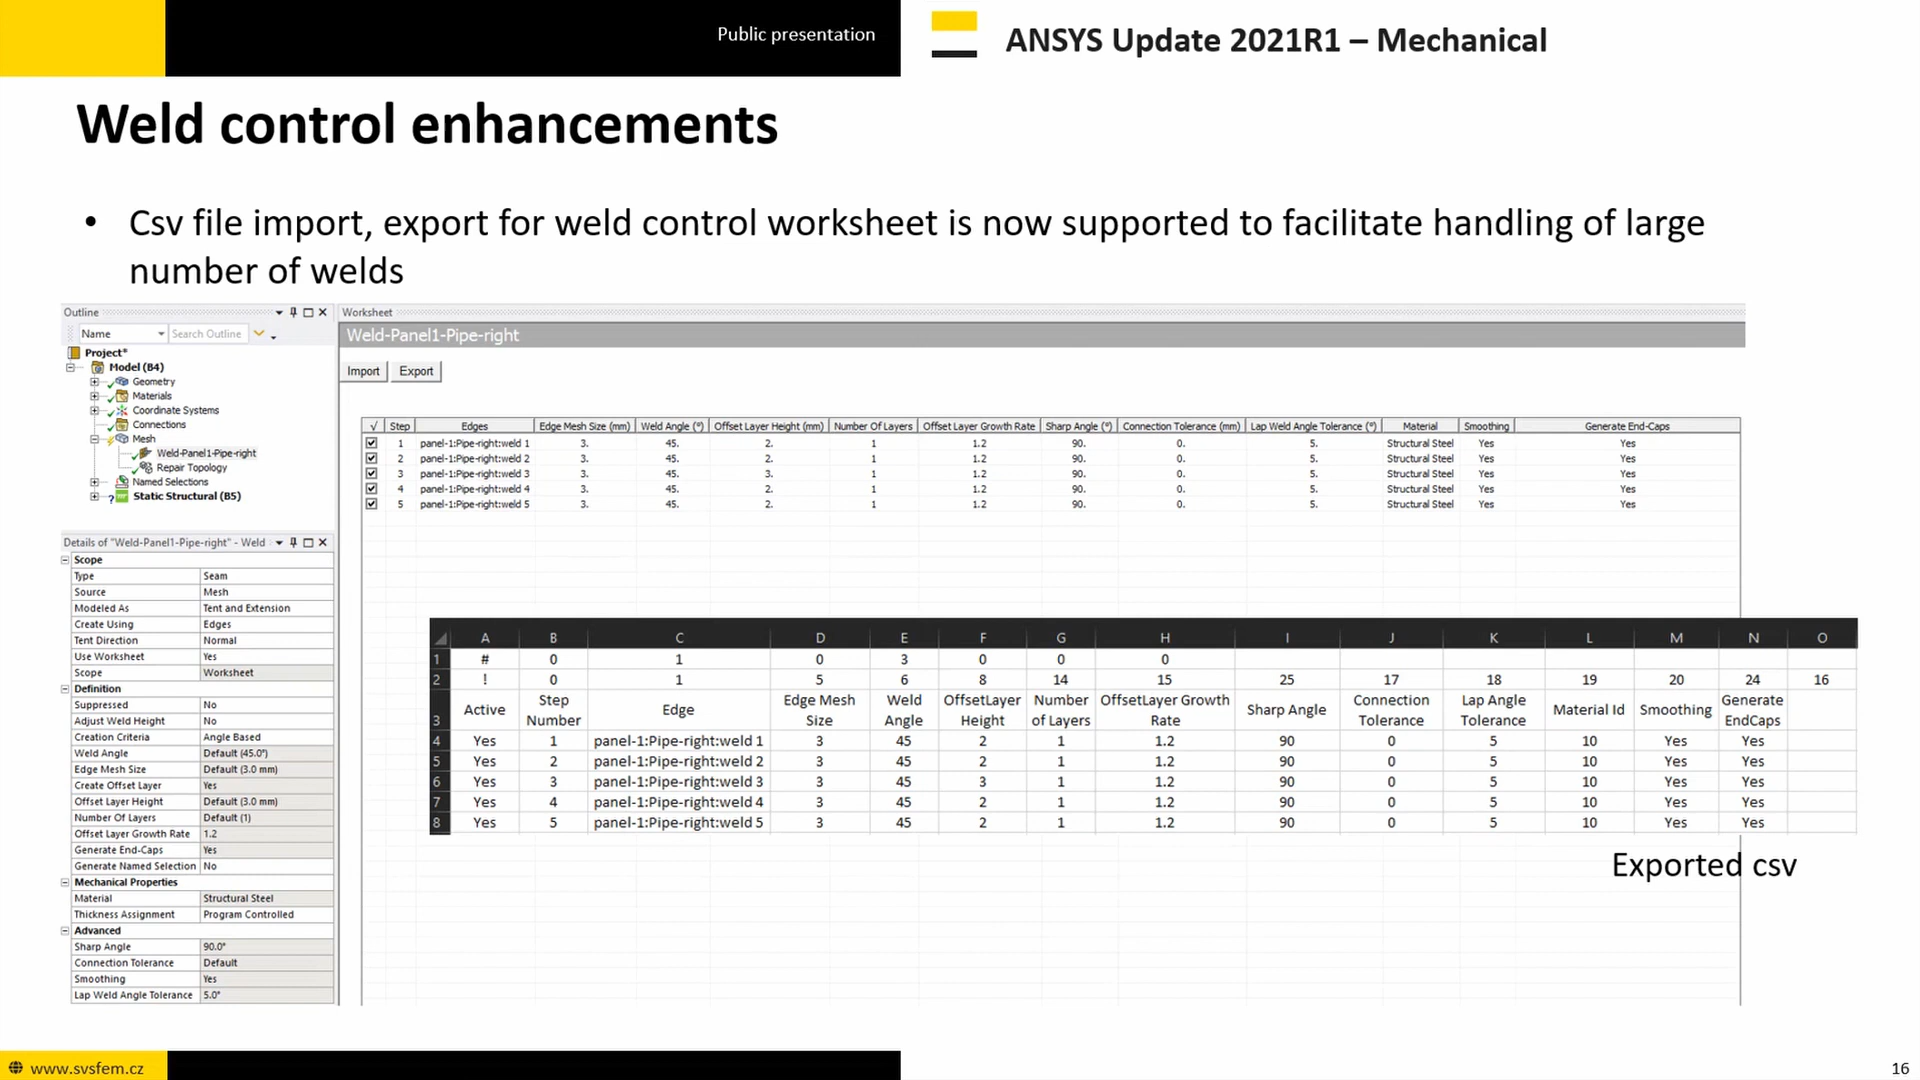 Public presentation
ANSYS Update 2021R1 – Mechanical
Weld control enhancements
• Csv file import, export for weld control worksheet is now supported to facilitate handling of large
number of welds
Outline
Name Search Outline
Project*
Model (B4)
Geometry
Materials
Coordinate Systems
Connections
Mesh
Weld-Panel1-Pipe-right
Repair Topology
Named Selections
Static Structural (B5)
Details of "Weld-Panel1-Pipe-right" - Weld
Scope
Type Seam
Source Mesh
Modeled As Tent and Extension
Create Using Edges
Tent Direction Normal
Use Worksheet Yes
Scope Worksheet
Definition
Suppressed No
Adjust Weld Height No
Creation Criteria Angle Based
Weld Angle Default (45.0°)
Edge Mesh Size Default (3.0 mm)
Create Offset Layer Yes
Offset Layer Height Default (3.0 mm)
Number Of Layers Default (1)
Offset Layer Growth Rate 1.2
Generate End-Caps Yes
Generate Named Selection No
Mechanical Properties
Material Structural Steel
Thickness Assignment Program Controlled
Advanced
Sharp Angle 90.0°
Connection Tolerance Default
Smoothing Yes
Lap Weld Angle Tolerance 5.0°
Worksheet
Weld-Panel1-Pipe-right
Import Export
√ Step Edges Edge Mesh Size (mm) Weld Angle (°) Offset Layer Height (mm) Number Of Layers Offset Layer Growth Rate Sharp Angle (°) Connection Tolerance (mm) Lap Weld Angle Tolerance (°) Material Smoothing Generate End-Caps
1 panel-1:Pipe-right:weld 1 3. 45. 2. 1 1.2 90. 0. 5. Structural Steel Yes Yes
2 panel-1:Pipe-right:weld 2 3. 45. 2. 1 1.2 90. 0. 5. Structural Steel Yes Yes
3 panel-1:Pipe-right:weld 3 3. 45. 3. 1 1.2 90. 0. 5. Structural Steel Yes Yes
4 panel-1:Pipe-right:weld 4 3. 45. 2. 1 1.2 90. 0. 5. Structural Steel Yes Yes
5 panel-1:Pipe-right:weld 5 3. 45. 2. 1 1.2 90. 0. 5. Structural Steel Yes Yes
A B C D E F G H I J K L M N O
1 # 0 1 0 3 0 0 0
2 ! 0 1 5 6 8 14 15 25 17 18 19 20 24 16
3 Active Step Number Edge Edge Mesh Size Weld Angle OffsetLayer Height Number of Layers OffsetLayer Growth Rate Sharp Angle Connection Tolerance Lap Angle Tolerance Material Id Smoothing Generate EndCaps
4 Yes 1 panel-1:Pipe-right:weld 1 3 45 2 1 1.2 90 0 5 10 Yes Yes
5 Yes 2 panel-1:Pipe-right:weld 2 3 45 2 1 1.2 90 0 5 10 Yes Yes
6 Yes 3 panel-1:Pipe-right:weld 3 3 45 3 1 1.2 90 0 5 10 Yes Yes
7 Yes 4 panel-1:Pipe-right:weld 4 3 45 2 1 1.2 90 0 5 10 Yes Yes
8 Yes 5 panel-1:Pipe-right:weld 5 3 45 2 1 1.2 90 0 5 10 Yes Yes
Exported csv
www.svsfem.cz
16